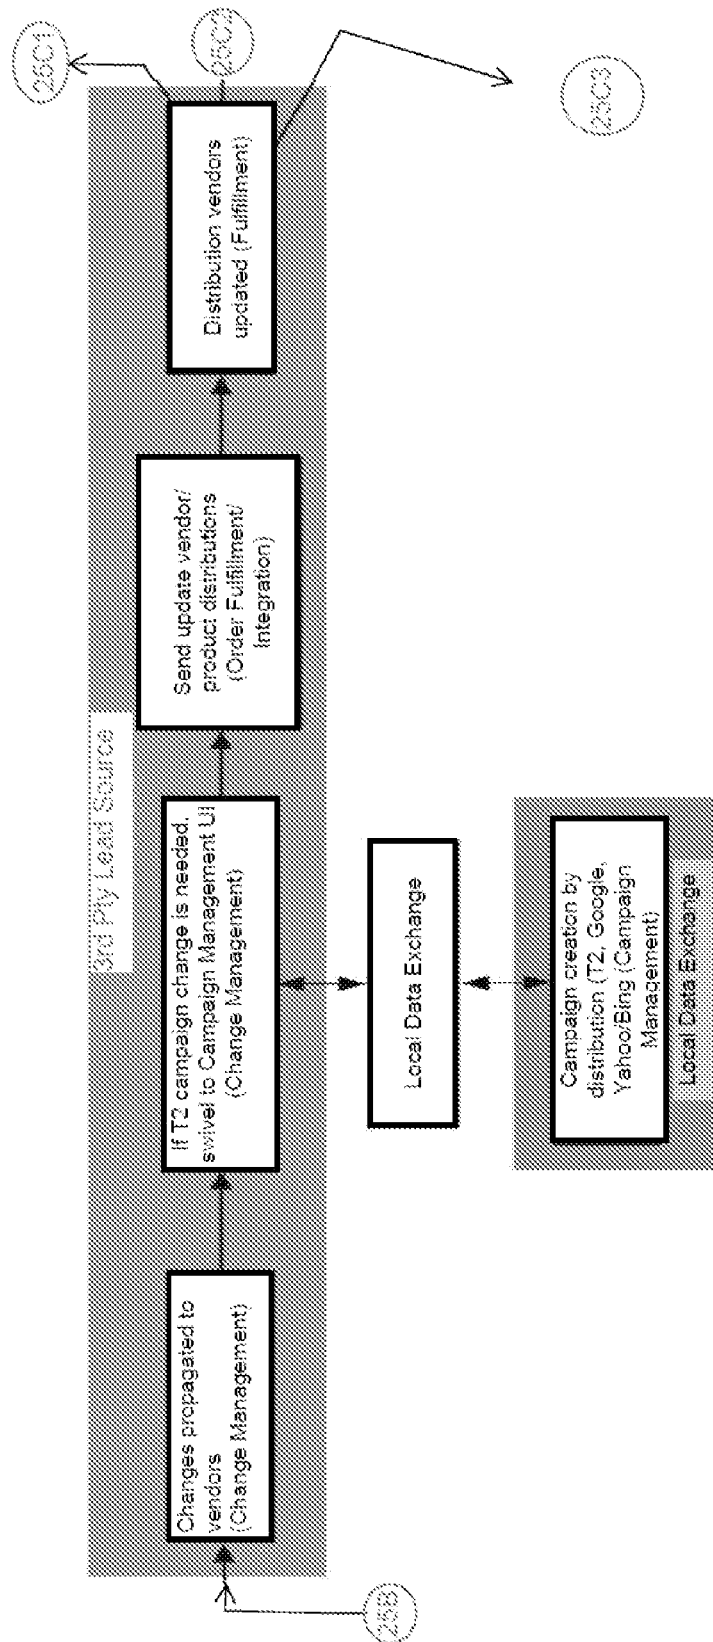 25B
3rd Pty Lead Source
Changes propagated to
vendors
(Change Management)
If T2 campaign change is needed,
swivel to Campaign Management UI
(Change Management)
Send update vendor/
product distributions
(Order Fulfillment/
Integration)
Distribution vendors
updated (Fulfillment)
25C1
25C2
25C3
Local Data Exchange
Campaign creation by
distribution (T2, Google,
Yahoo/Bing (Campaign
Management)
Local Data Exchange